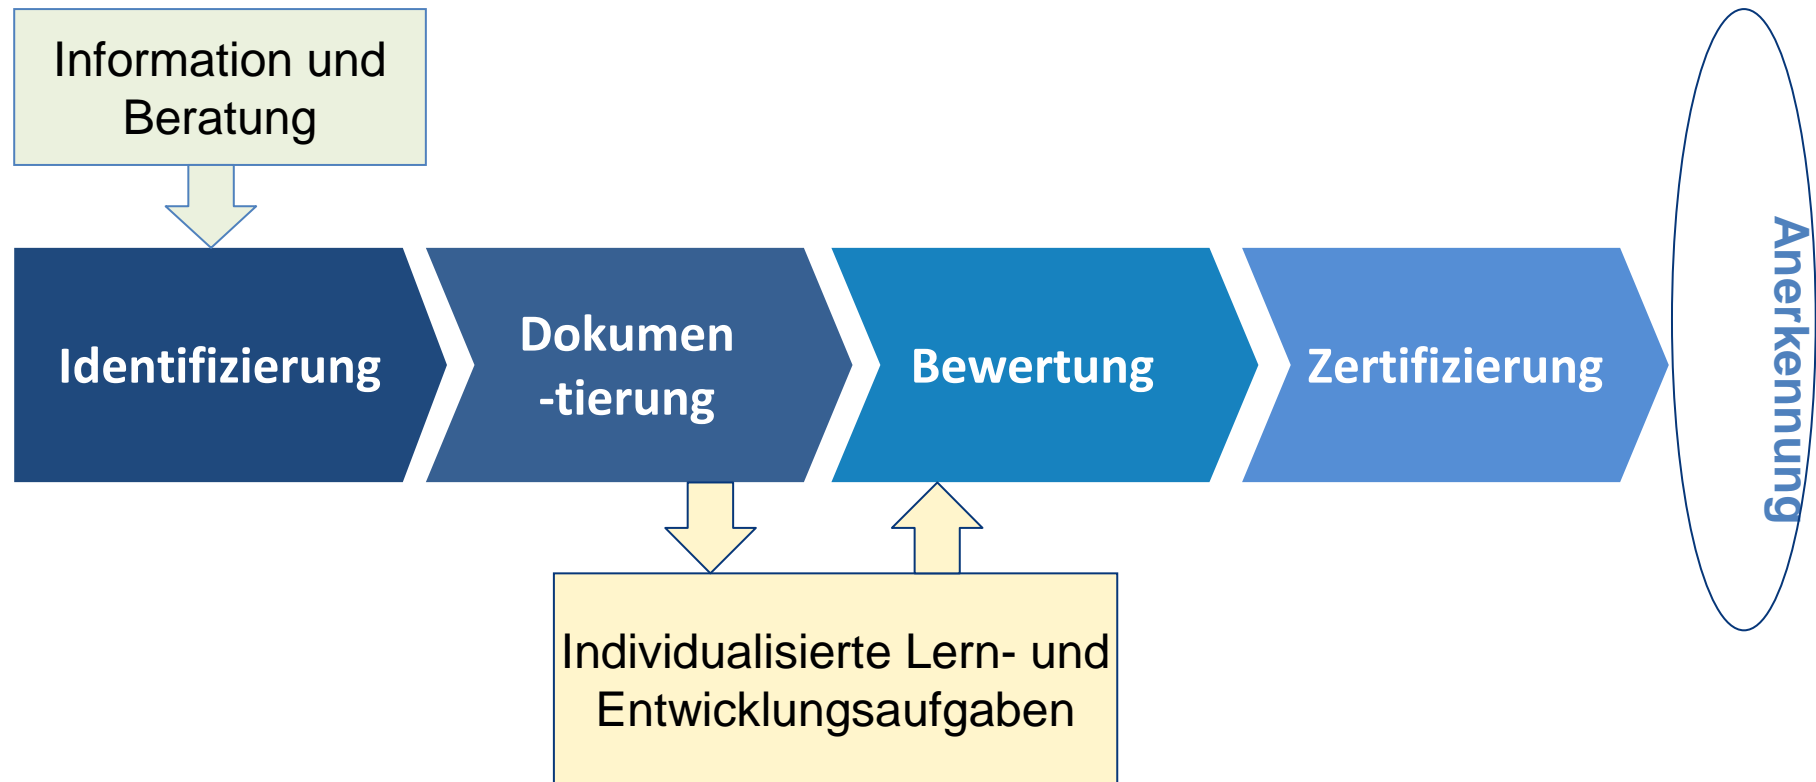 Information und
Beratung
Identifizierung
Dokumen
-tierung
Bewertung
Zertifizierung
Anerkennung
Individualisierte Lern- und
Entwicklungsaufgaben